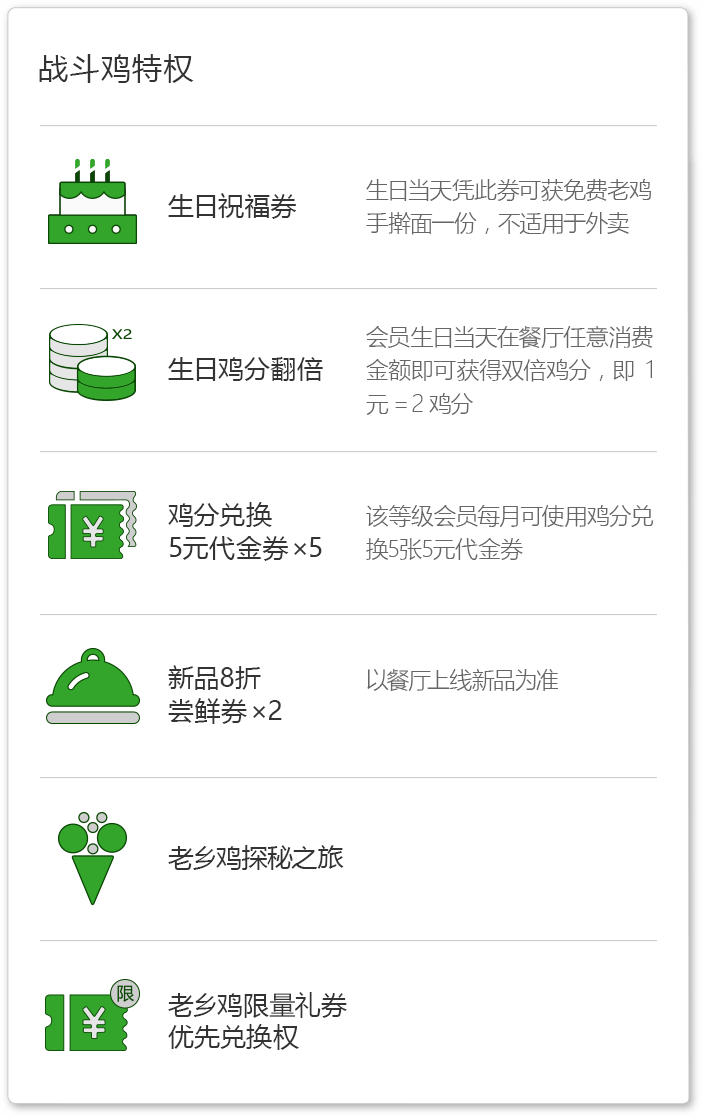 战斗鸡特权
生日祝福券
生日当天凭此券可获免费老鸡
手擀面一份，不适用于外卖
X2
生日鸡分翻倍
会员生日当天在餐厅任意消费
金额即可获得双倍鸡分，即 1
元 = 2 鸡分
¥
鸡分兑换
5元代金券×5
该等级会员每月可使用鸡分兑
换5张5元代金券
新品8折
尝鲜券×2
以餐厅上线新品为准
老乡鸡探秘之旅
限
¥
老乡鸡限量礼券
优先兑换权